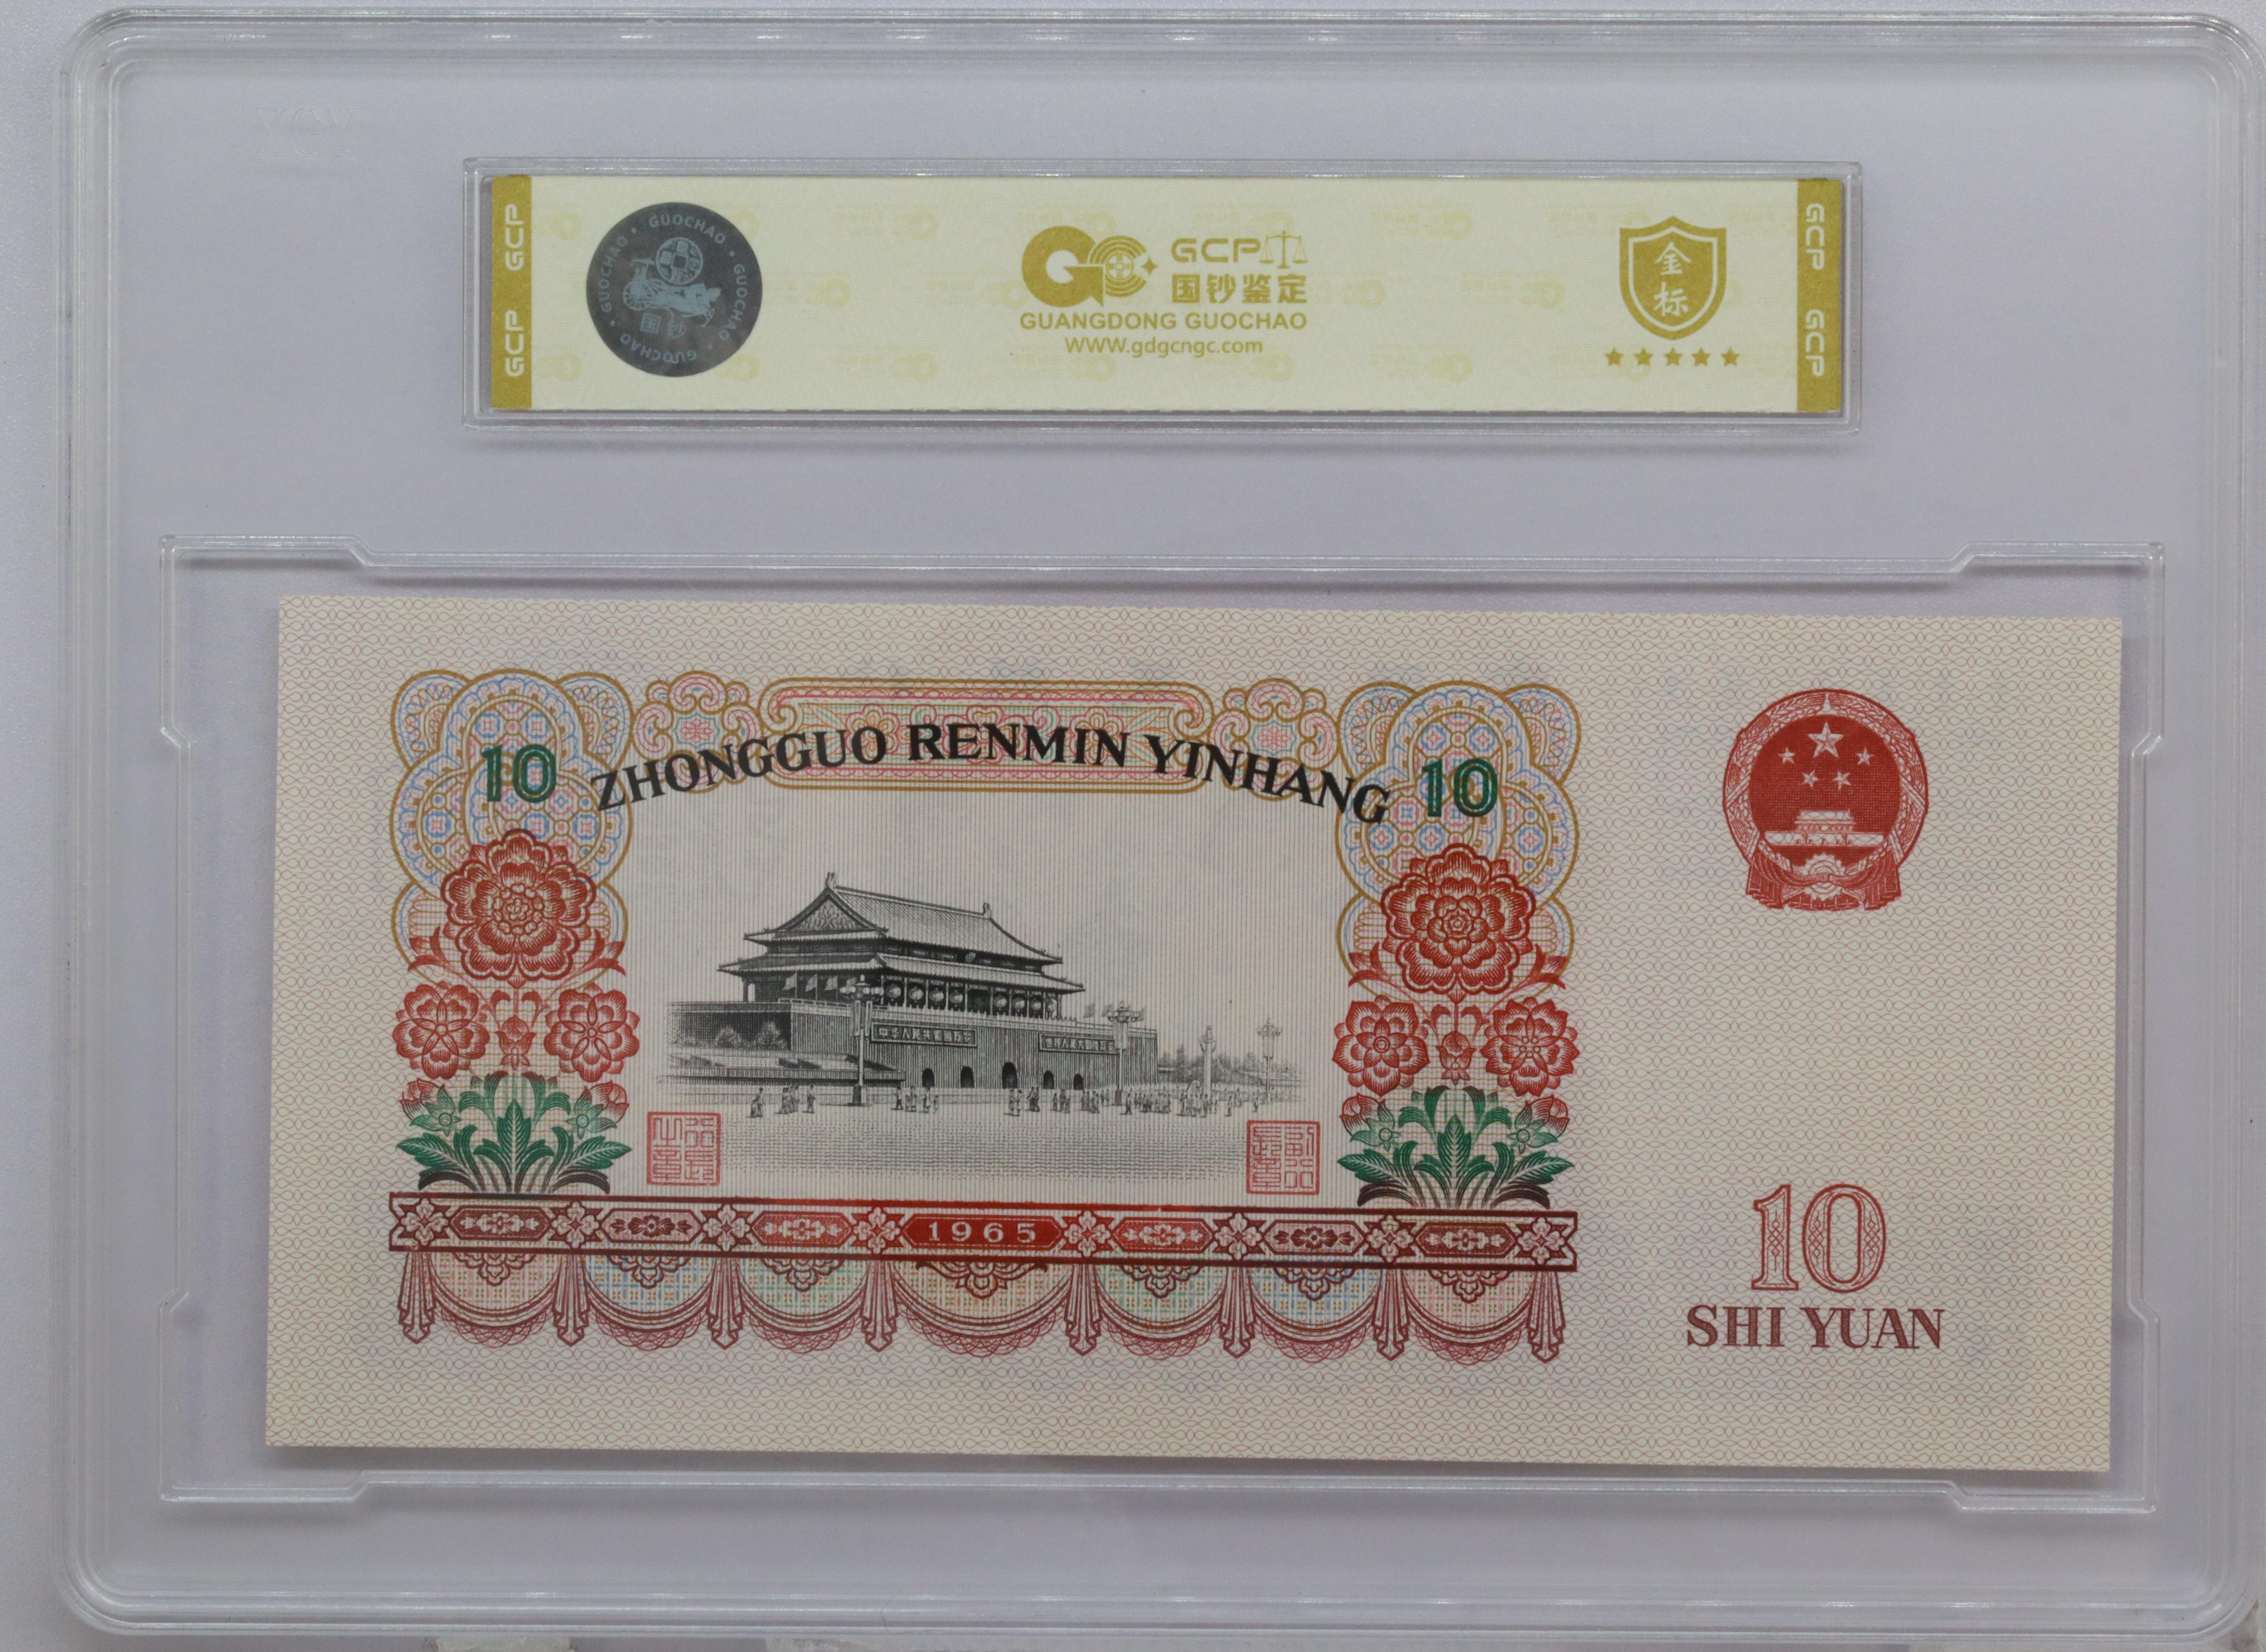 GCP
GCP
GUOCHAO • GUOCHAO • GUOCHAO • GUOCHAO
国钞
GC
GCP
国钞鉴定
GUANGDONG GUOCHAO
www.gdgcngc.com
金
标
GCP
GCP
10 ZHONGGUO RENMIN YINHANG 10
1965
10
SHI YUAN